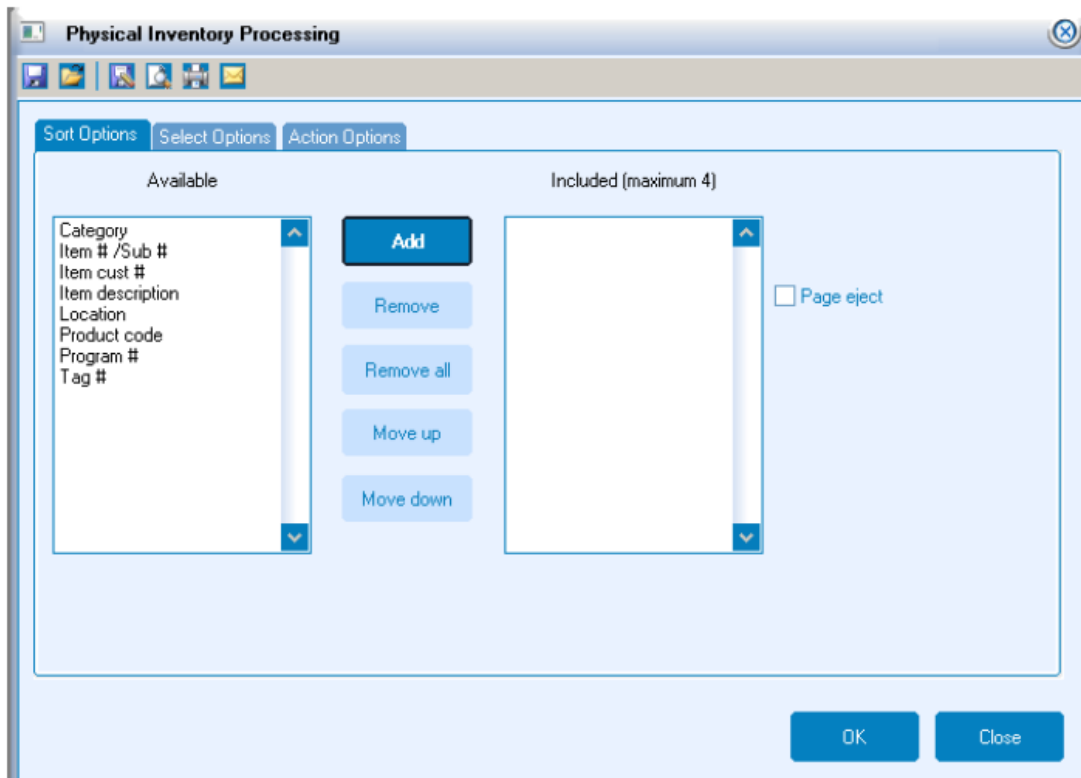 Physical Inventory Processing
Sort Options Select Options Action Options
Available
Included (maximum 4)
Category
Item # /Sub #
Item cust #
Item description
Location
Product code
Program #
Tag #
Add
Remove
Remove all
Move up
Move down
Page eject
OK
Close